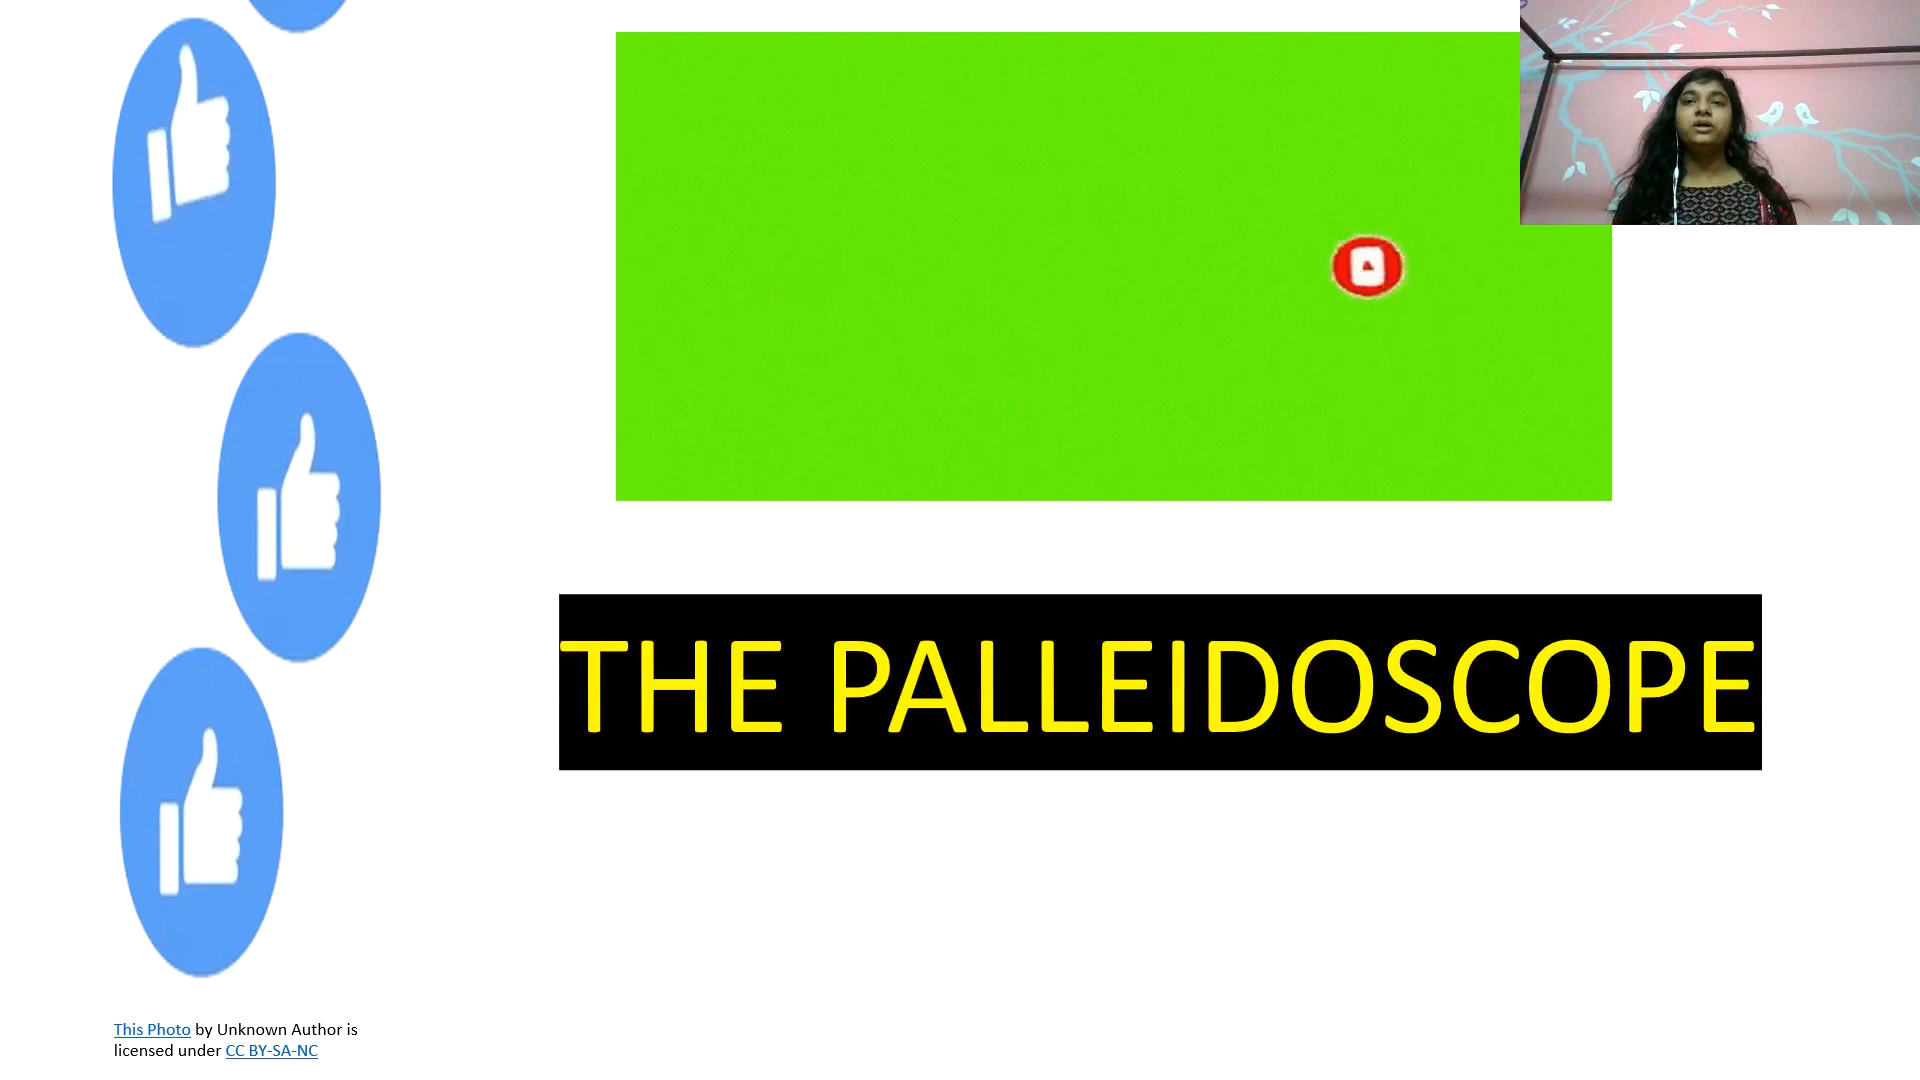 THE PALLEIDOSCOPE
This Photo by Unknown Author is
licensed under CC BY-SA-NC